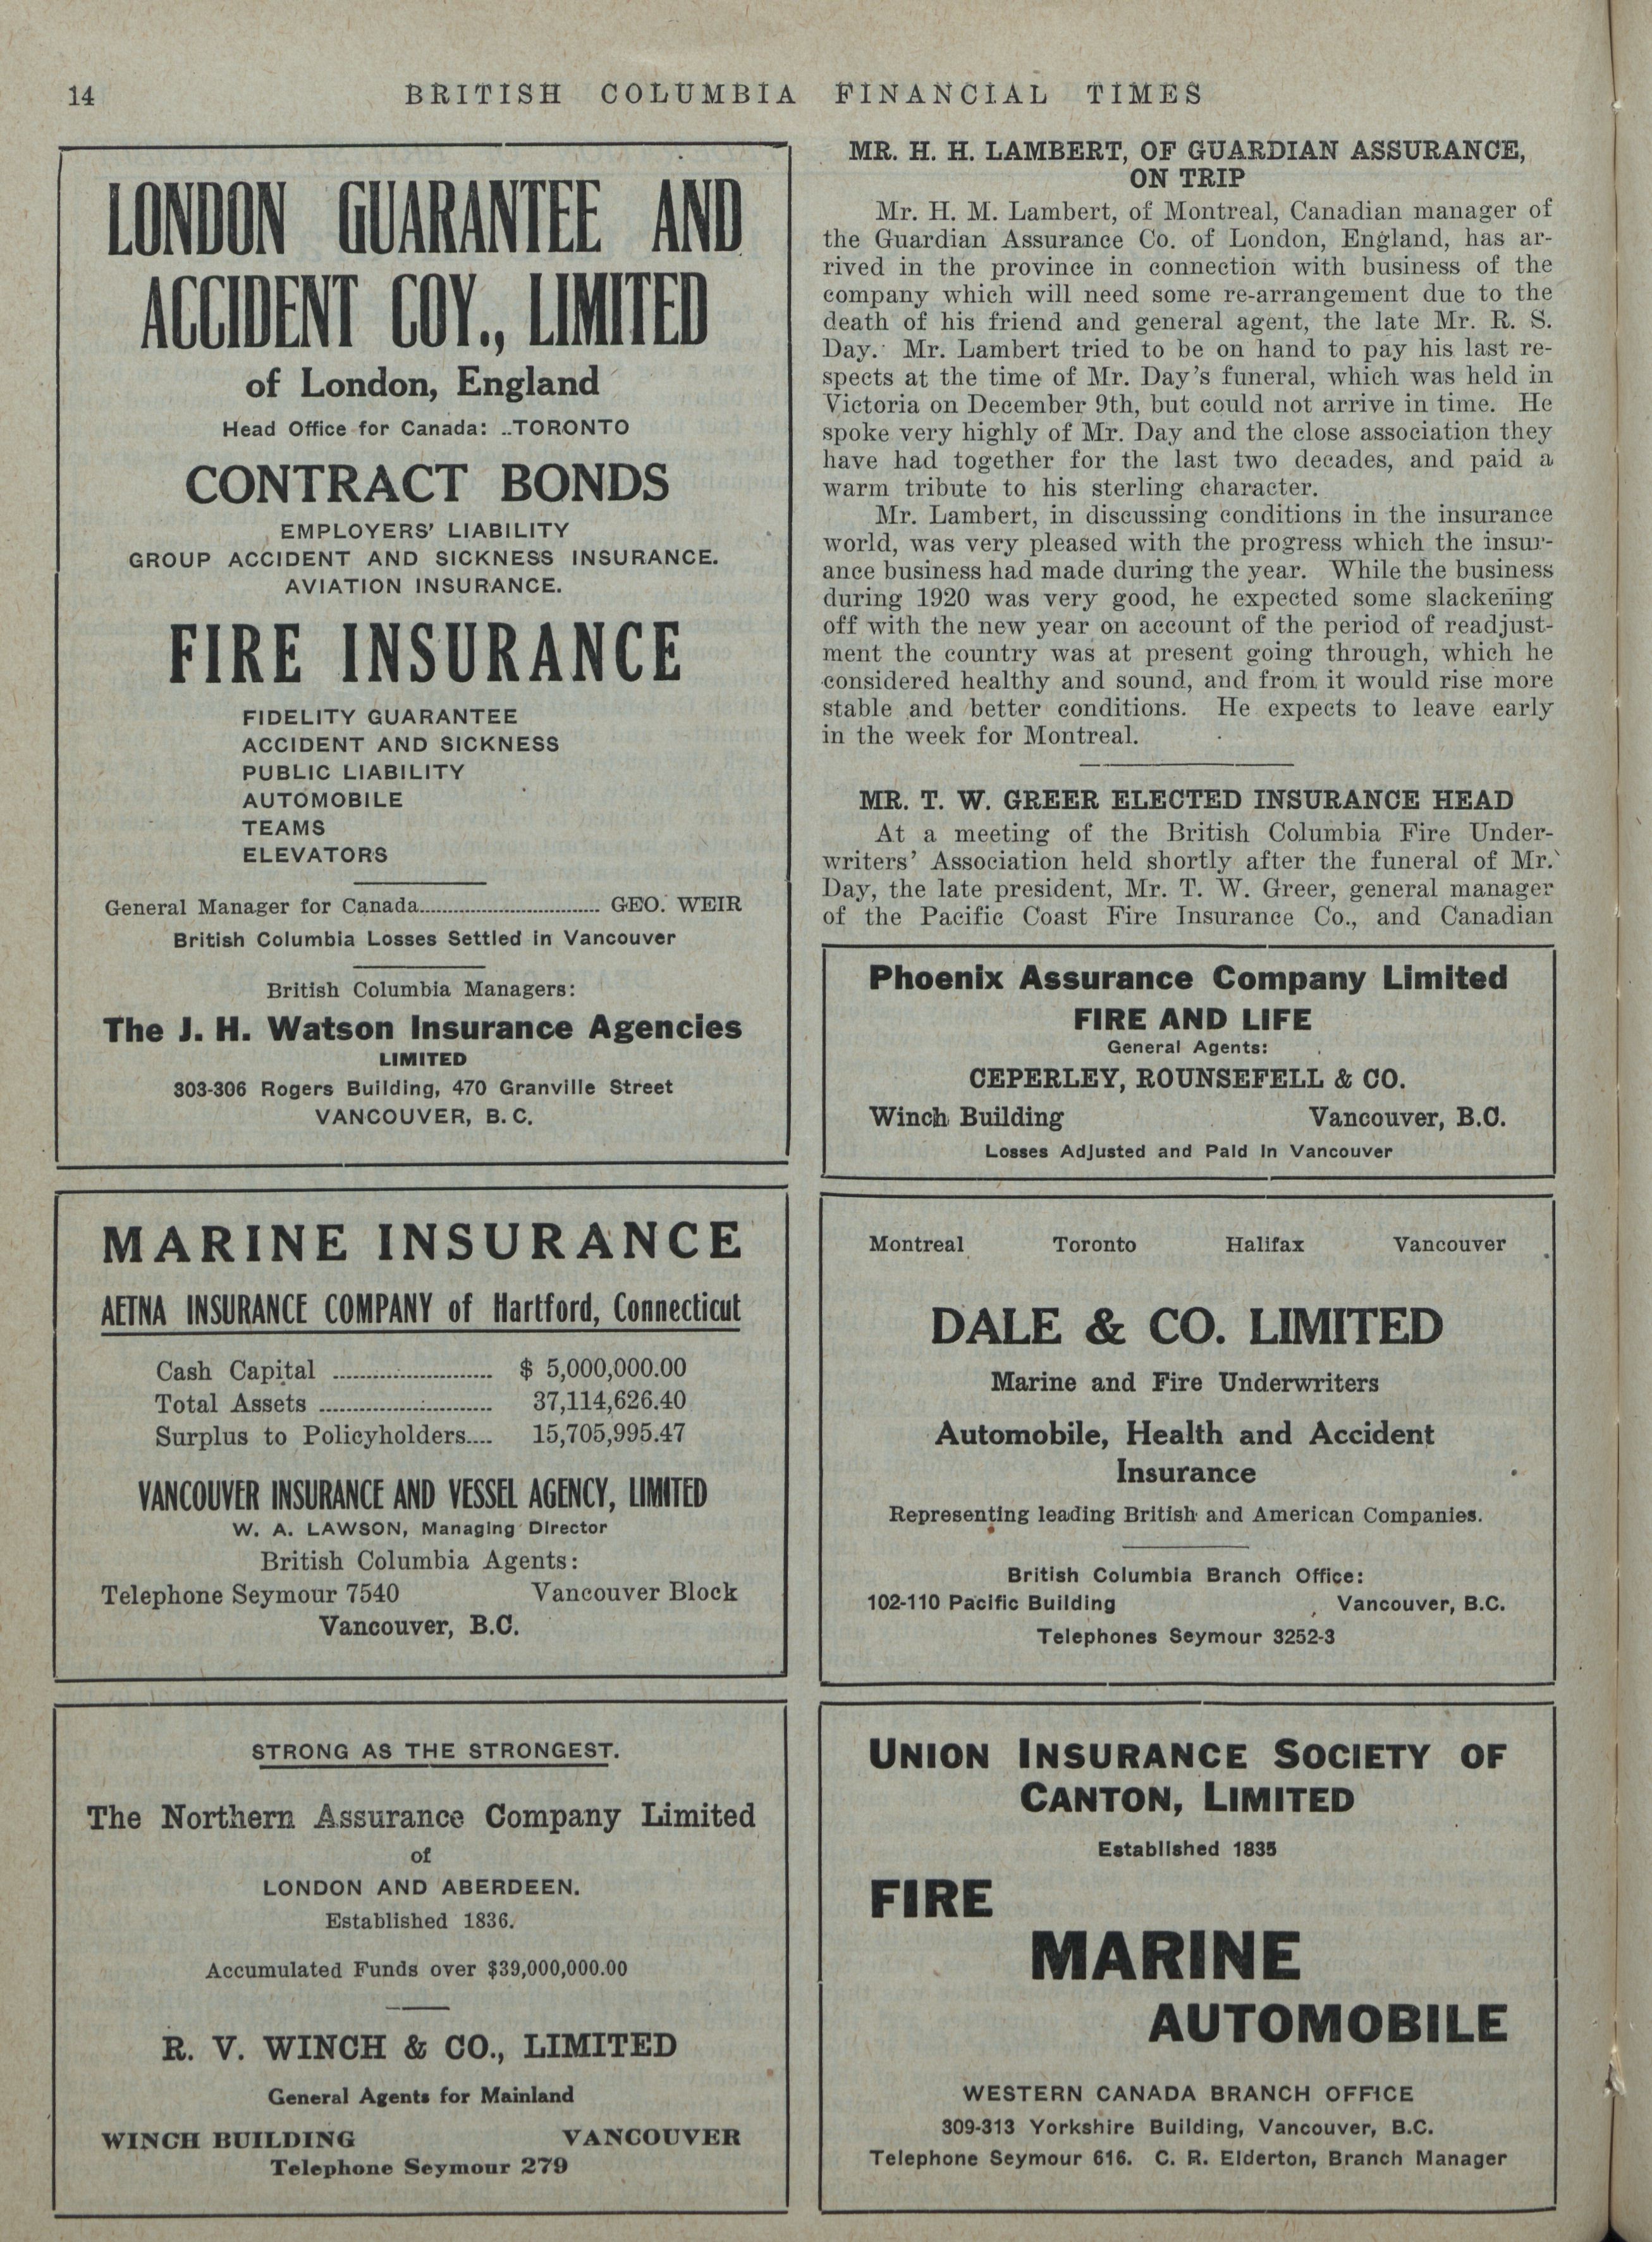 14 BRITISH COLUMBIA FINANCIAL TIMES
LONDON GUARANTEE AND
ACCIDENT COY., LIMITED
of London, England
Head Office for Canada: ..TORONTO
CONTRACT BONDS
EMPLOYERS' LIABILITY
GROUP ACCIDENT AND SICKNESS INSURANCE.
AVIATION INSURANCE.
FIRE INSURANCE
FIDELITY GUARANTEE
ACCIDENT AND SICKNESS
PUBLIC LIABILITY
AUTOMOBILE
TEAMS
ELEVATORS
General Manager for Canada.............................. GEO. WEIR
British Columbia Losses Settled in Vancouver
British Columbia Managers:
The J. H. Watson Insurance Agencies
LIMITED
303-306 Rogers Building, 470 Granville Street
VANCOUVER, B. C.
MARINE INSURANCE
AETNA INSURANCE COMPANY of Hartford, Connecticut
Cash Capital ........................... $ 5,000,000.00
Total Assets ............................. 37,114,626.40
Surplus to Policyholders.... 15,705,995.47
VANCOUVER INSURANCE AND VESSEL AGENCY, LIMITED
W. A. LAWSON, Managing Director
British Columbia Agents:
Telephone Seymour 7540 Vancouver Block
Vancouver, B.C.
STRONG AS THE STRONGEST.
The Northern Assurance Company Limited
of
LONDON AND ABERDEEN.
Established 1836.
Accumulated Funds over $39,000,000.00
R. V. WINCH & CO., LIMITED
General Agents for Mainland
WINCH BUILDING VANCOUVER
Telephone Seymour 279
MR. H. H. LAMBERT, OF GUARDIAN ASSURANCE,
ON TRIP
Mr. H. M. Lambert, of Montreal, Canadian manager of
the Guardian Assurance Co. of London, England, has ar-
rived in the province in connection with business of the
company which will need some re-arrangement due to the
death of his friend and general agent, the late Mr. R. S.
Day. Mr. Lambert tried to be on hand to pay his last re-
spects at the time of Mr. Day's funeral, which was held in
Victoria on December 9th, but could not arrive in time. He
spoke very highly of Mr. Day and the close association they
have had together for the last two decades, and paid a
warm tribute to his sterling character.
Mr. Lambert, in discussing conditions in the insurance
world, was very pleased with the progress which the insur-
ance business had made during the year. While the business
during 1920 was very good, he expected some slackening
off with the new year on account of the period of readjust-
ment the country was at present going through, which he
considered healthy and sound, and from it would rise more
stable and better conditions. He expects to leave early
in the week for Montreal.
MR. T. W. GREER ELECTED INSURANCE HEAD
At a meeting of the British Columbia Fire Under-
writers' Association held shortly after the funeral of Mr.
Day, the late president, Mr. T. W. Greer, general manager
of the Pacific Coast Fire Insurance Co., and Canadian
Phoenix Assurance Company Limited
FIRE AND LIFE
General Agents:
CEPERLEY, ROUNSEFELL & CO.
Winch Building Vancouver, B.C.
Losses Adjusted and Paid in Vancouver
Montreal Toronto Halifax Vancouver
DALE & CO. LIMITED
Marine and Fire Underwriters
Automobile, Health and Accident
Insurance
Representing leading British and American Companies.
British Columbia Branch Office:
102-110 Pacific Building Vancouver, B.C.
Telephones Seymour 3252-3
UNION INSURANCE SOCIETY OF
CANTON, LIMITED
Established 1835
FIRE
MARINE
AUTOMOBILE
WESTERN CANADA BRANCH OFFICE
309-313 Yorkshire Building, Vancouver, B.C.
Telephone Seymour 616. C. R. Elderton, Branch Manager